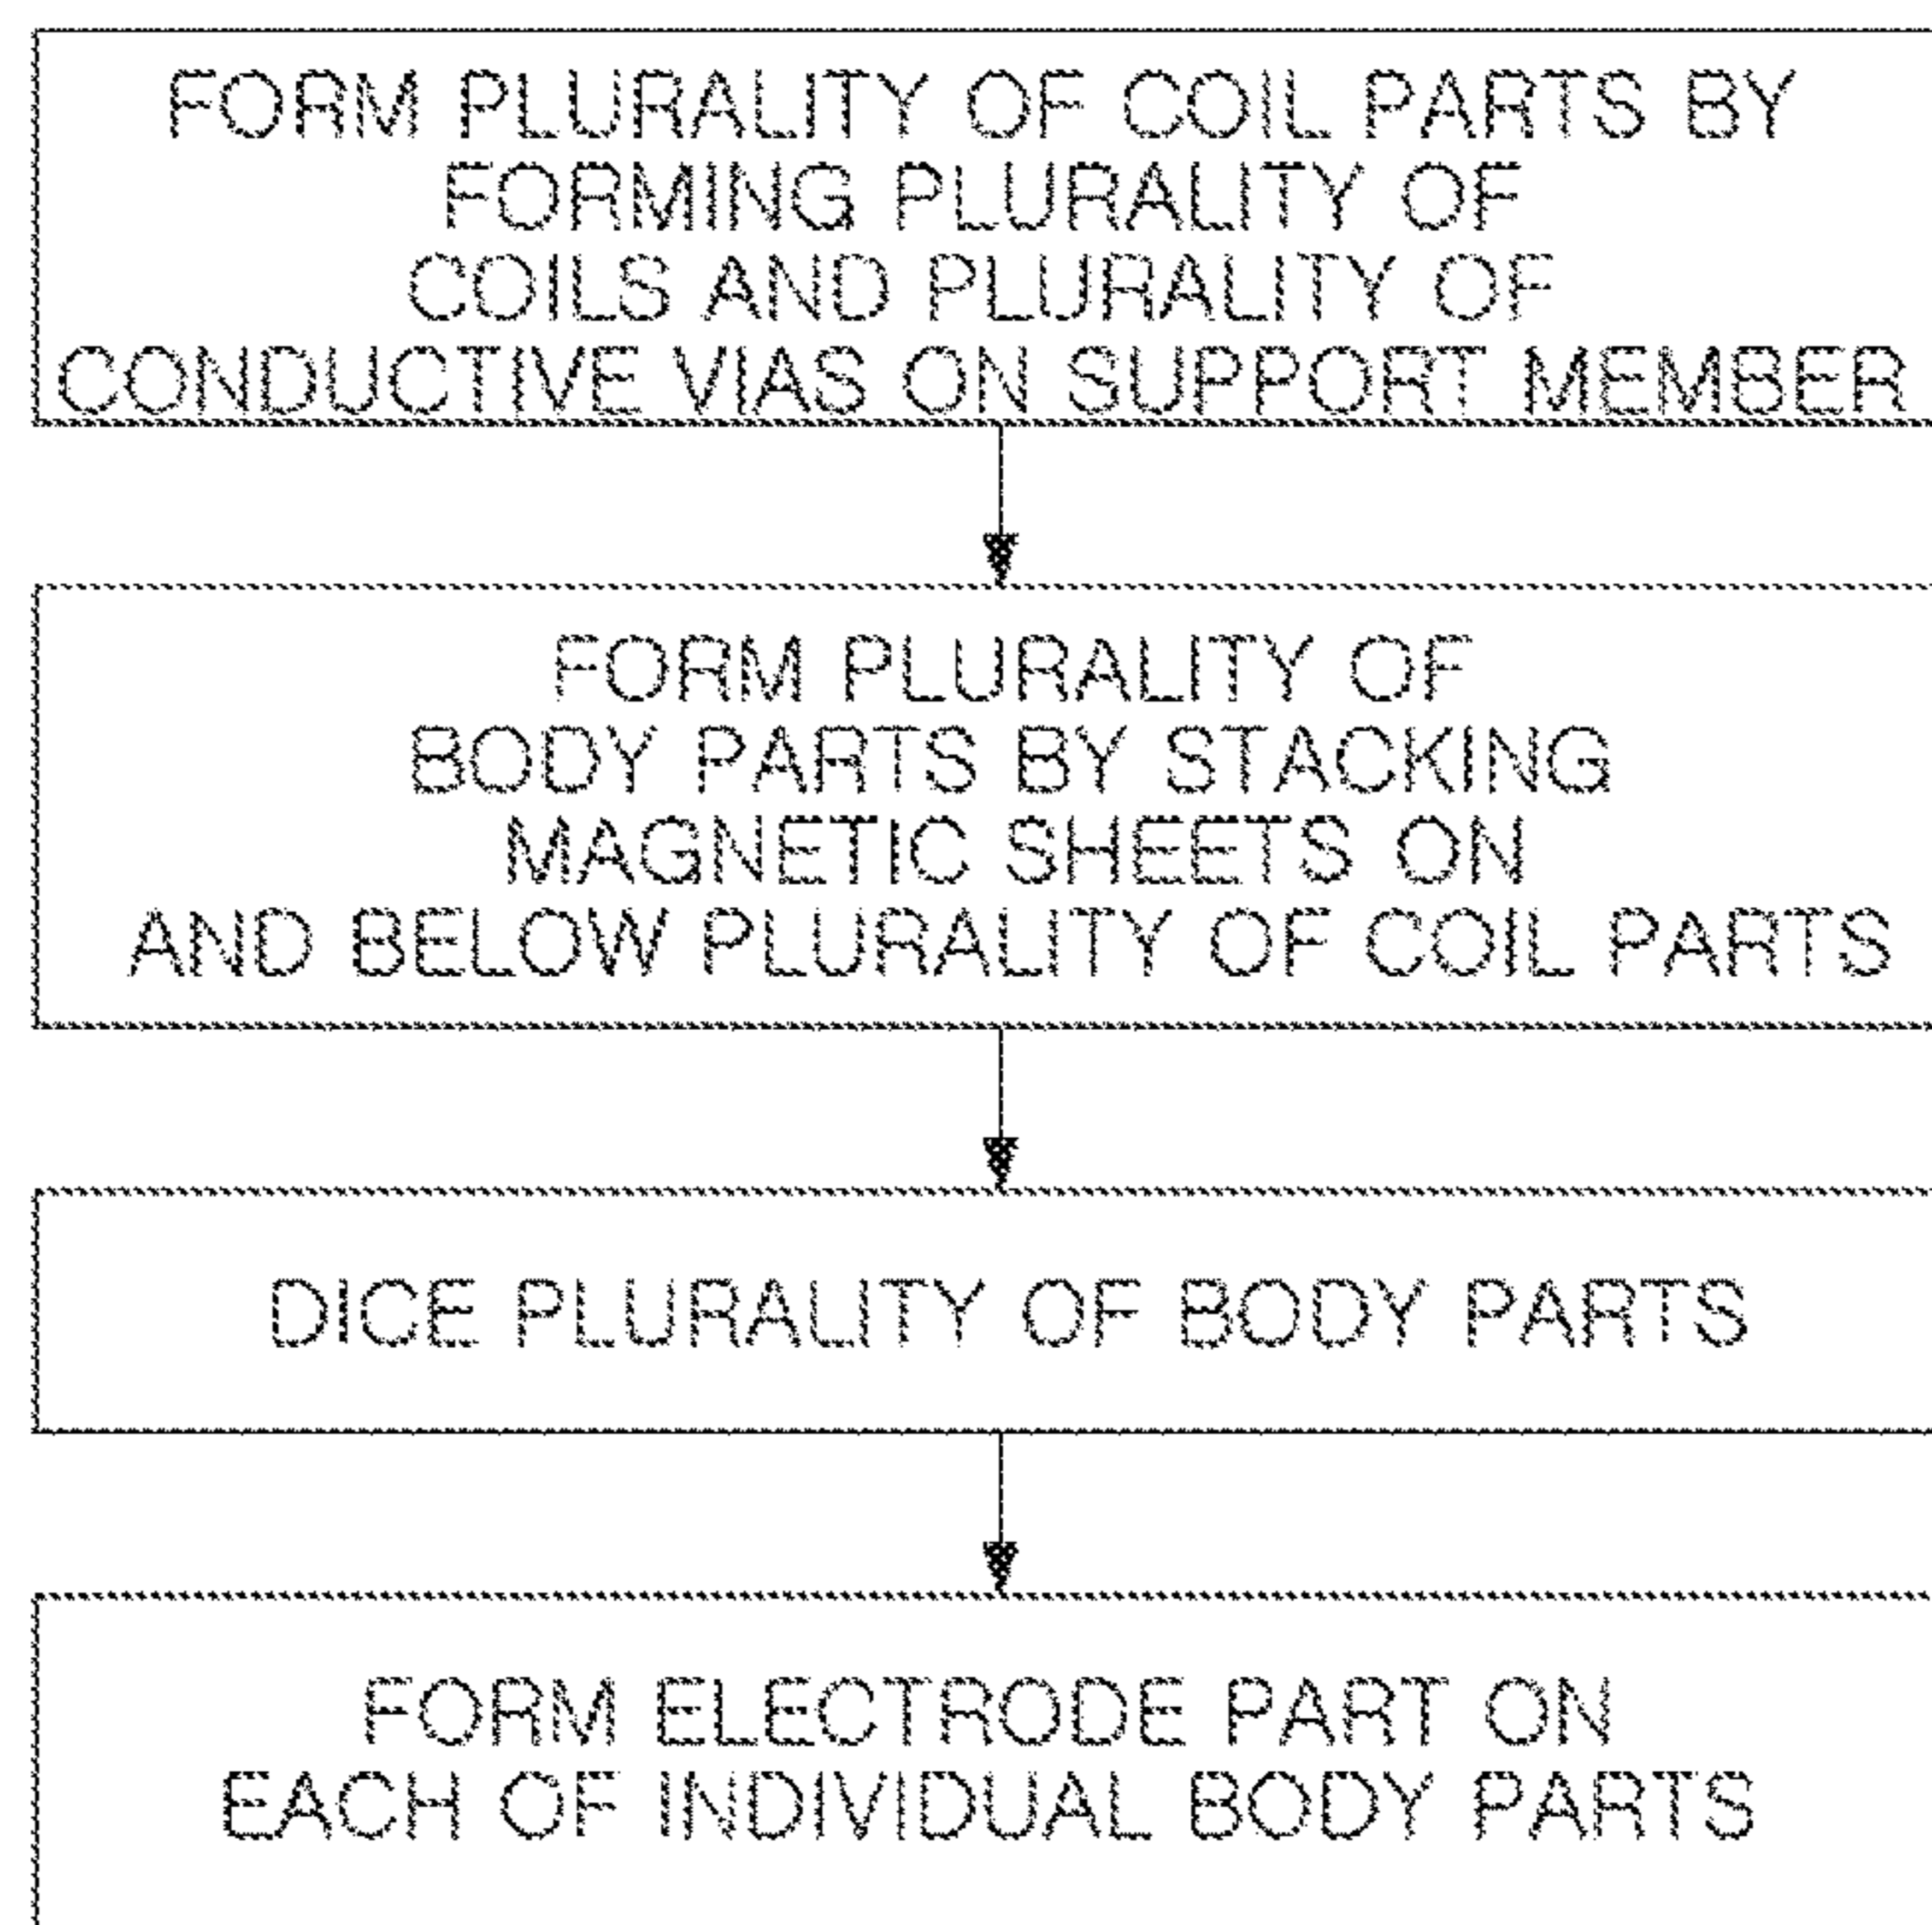 FORM PLURALITY OF COIL PARTS BY
FORMING PLURALITY OF
COILS AND PLURALITY OF
CONDUCTIVE VIAS ON SUPPORT MEMBER
FORM PLURALITY OF
BODY PARTS BY STACKING
MAGNETIC SHEETS ON
AND BELOW PLURALITY OF COIL PARTS
DICE PLURALITY OF BODY PARTS
FORM ELECTRODE PART ON
EACH OF INDIVIDUAL BODY PARTS